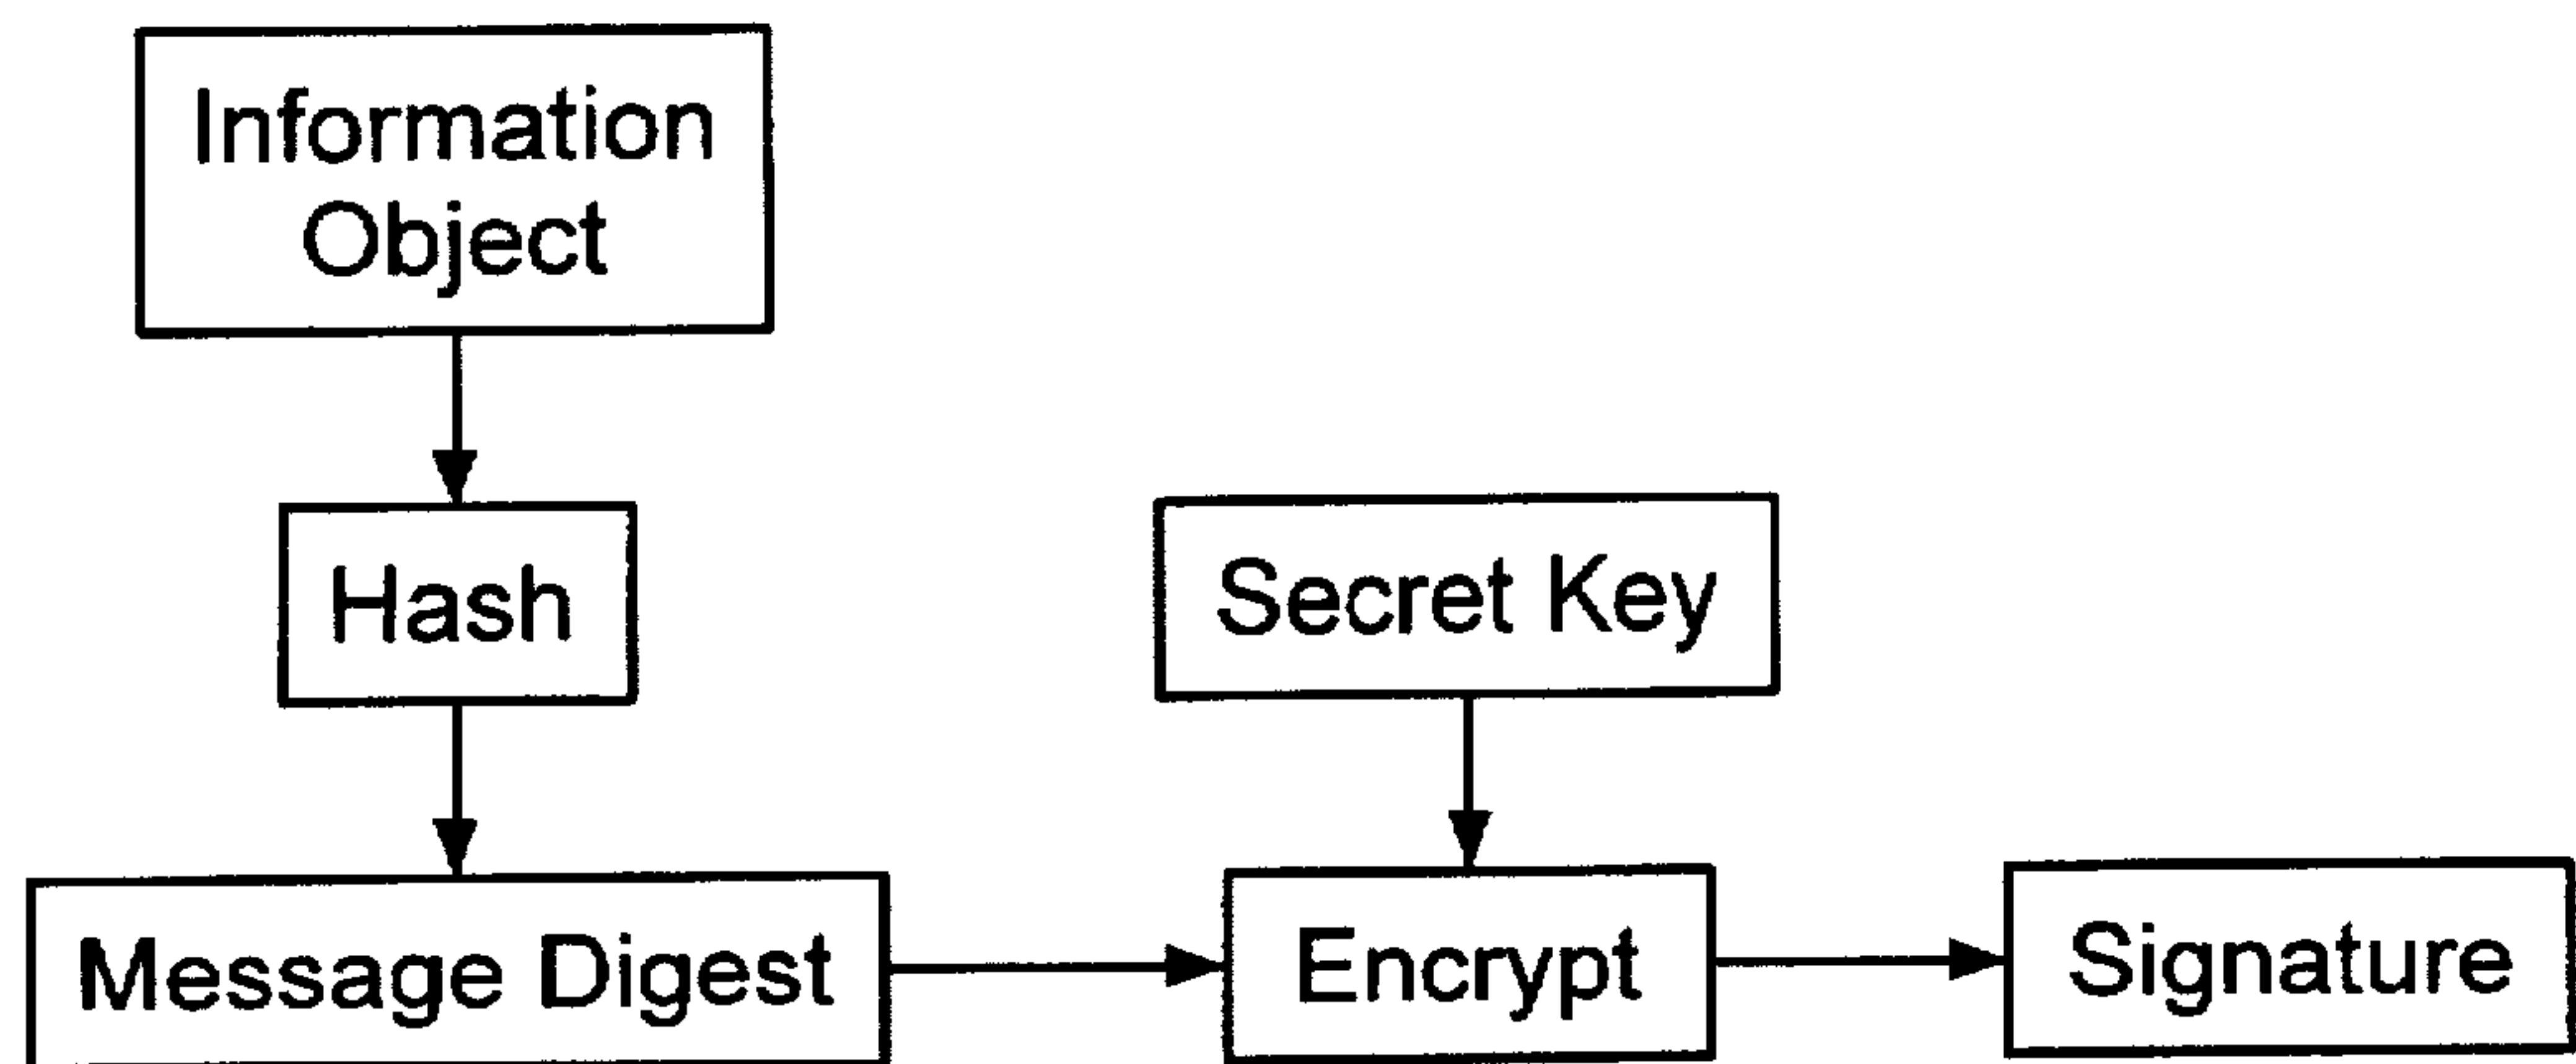 Information
Object
Hash
Secret Key
Message Digest
Encrypt
Signature